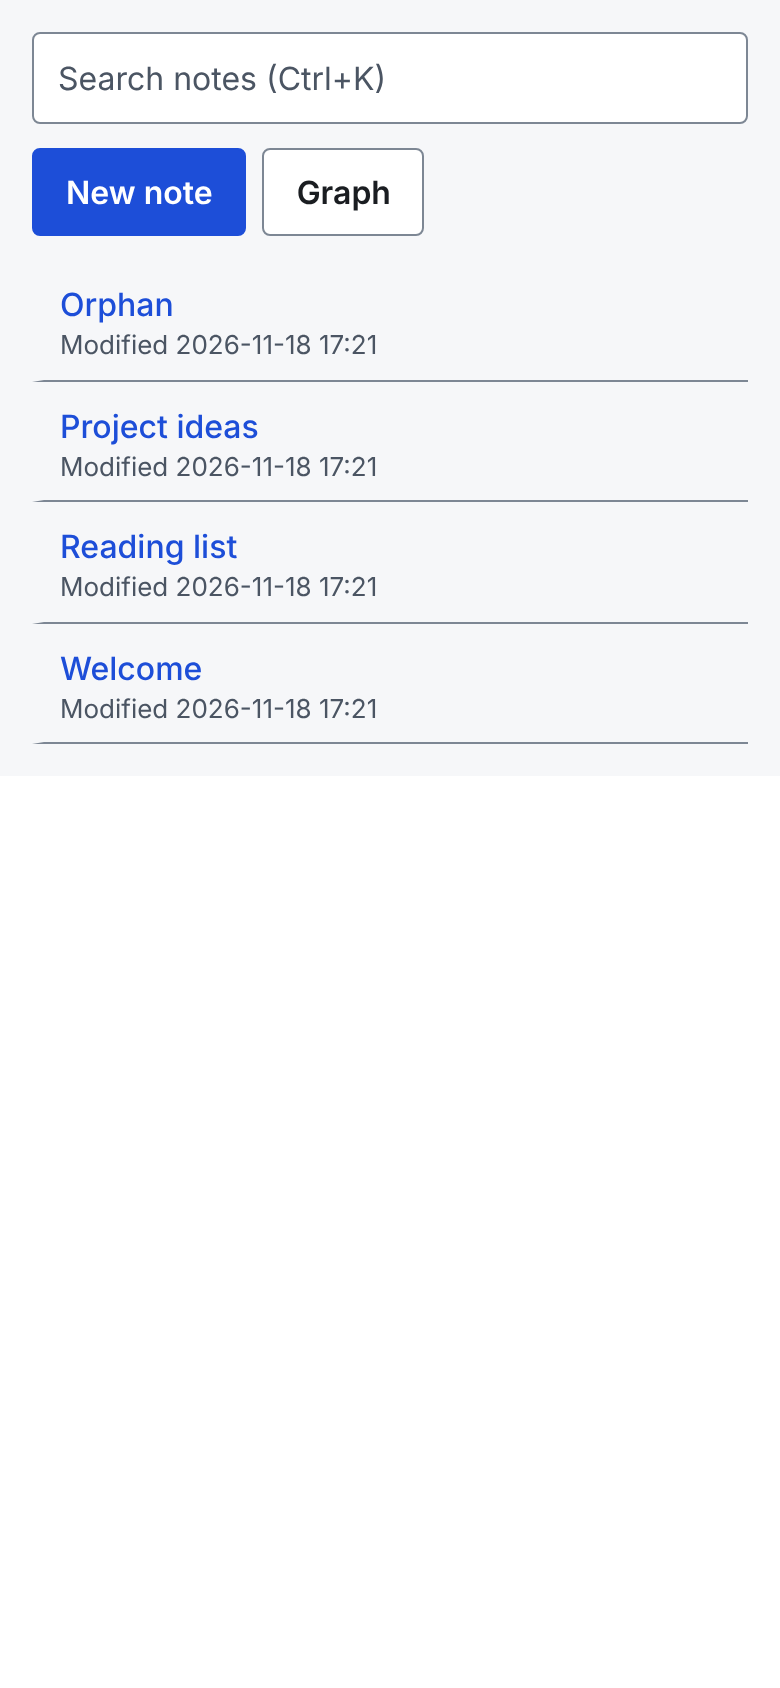 Search notes (Ctrl+K)
New note
Graph
Orphan
Modified 2026-11-18 17:21
Project ideas
Modified 2026-11-18 17:21
Reading list
Modified 2026-11-18 17:21
Welcome
Modified 2026-11-18 17:21